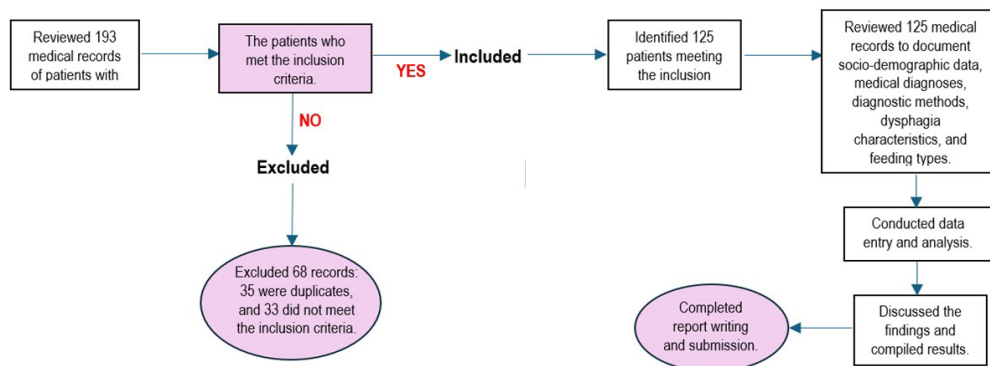 Reviewed 193
medical records
of patients with
The patients who
met the inclusion
criteria.
YES
Included
Identified 125
patients meeting
the inclusion
Reviewed 125 medical
records to document
socio-demographic data,
medical diagnoses,
diagnostic methods,
dysphagia
characteristics, and
feeding types.
NO
Excluded
Excluded 68 records:
35 were duplicates,
and 33 did not meet
the inclusion criteria.
Conducted data
entry and analysis.
Discussed the
findings and
compiled results.
Completed
report writing
and submission.